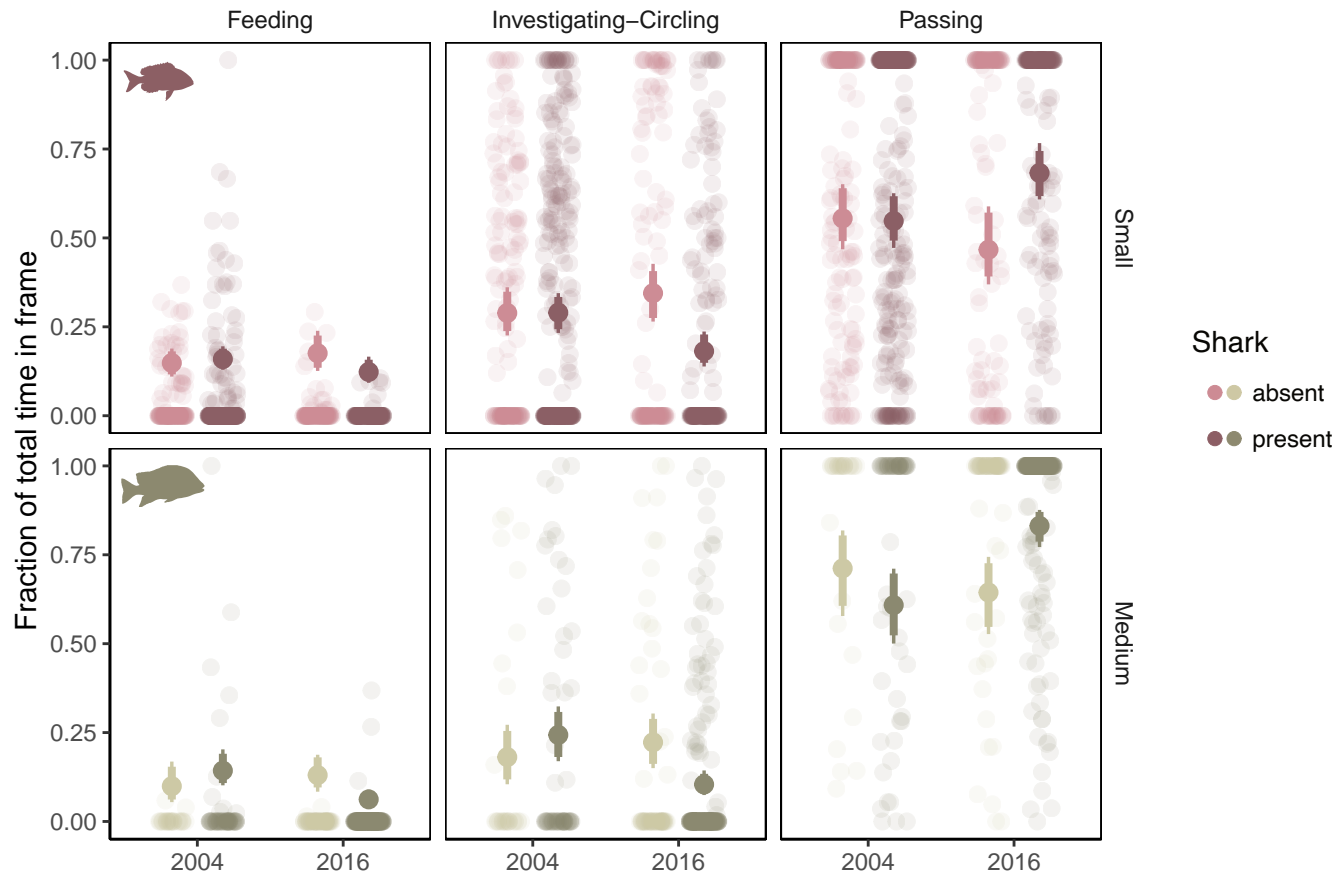 Feeding Investigating–Circling Passing
Fraction of total time in frame
1.00
0.75
0.50
0.25
0.00
Small
1.00
0.75
0.50
0.25
0.00
Medium
2004 2016 2004 2016 2004 2016
Shark
absent
present